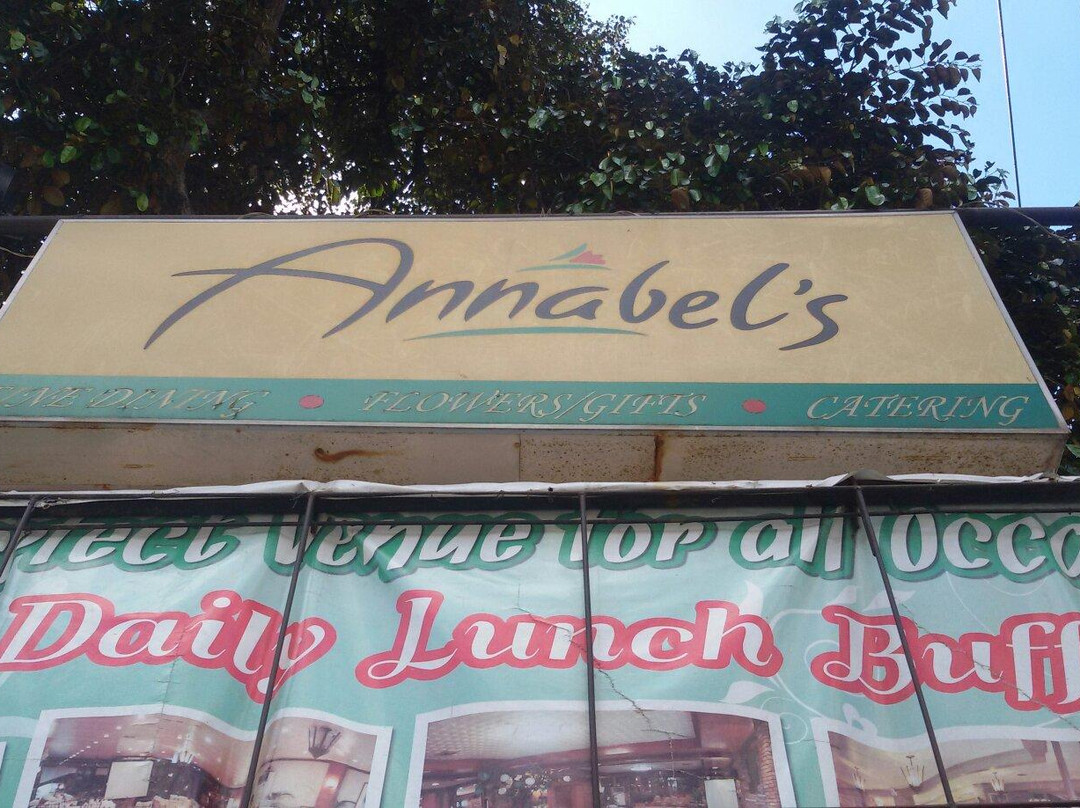 Annabel's
FINE DINING • FLOWERS/GIFTS • CATERING
Venue for all
Daily Lunch